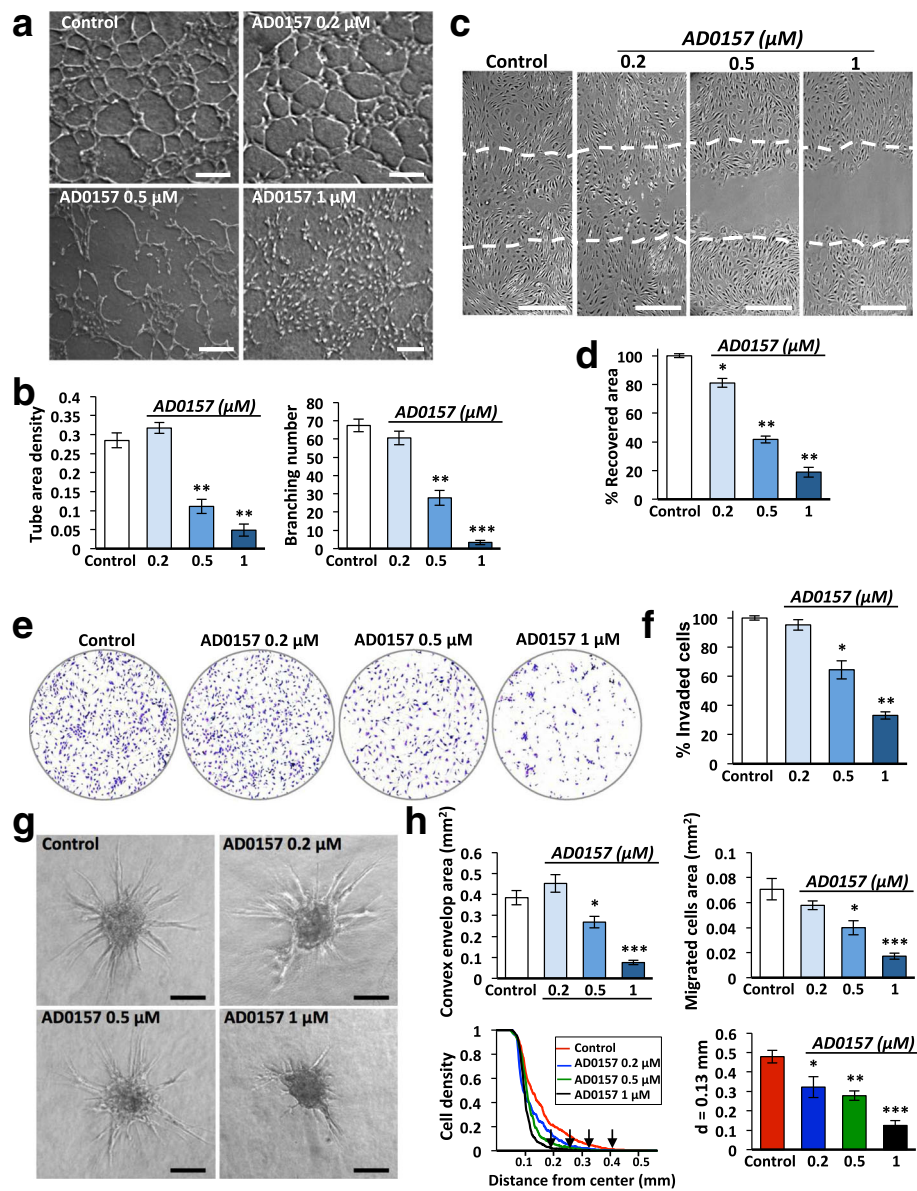 a
Control
AD0157 0.2 µM
AD0157 0.5 µM
AD0157 1 µM
c
AD0157 (µM)
Control
0.2
0.5
1
b
Tube area density
0.4
0.35
0.3
0.25
0.2
0.15
0.1
0.05
0
AD0157 (µM)
**
**
Control 0.2 0.5 1
Branching number
80
70
60
50
40
30
20
10
0
AD0157 (µM)
**
***
Control 0.2 0.5 1
d
% Recovered area
100
80
60
40
20
0
AD0157 (µM)
*
**
**
Control 0.2 0.5 1
e
Control
AD0157 0.2 µM
AD0157 0.5 µM
AD0157 1 µM
f
% Invaded cells
100
80
60
40
20
0
AD0157 (µM)
*
**
Control 0.2 0.5 1
g
Control
AD0157 0.2 µM
AD0157 0.5 µM
AD0157 1 µM
h
Convex envelop area (mm²)
0.6
0.5
0.4
0.3
0.2
0.1
0
AD0157 (µM)
*
***
Control 0.2 0.5 1
Migrated cells area (mm²)
0.1
0.08
0.06
0.04
0.02
0
AD0157 (µM)
*
***
Control 0.2 0.5 1
Cell density
1
0.8
0.6
0.4
0.2
0
Control
AD0157 0.2 µM
AD0157 0.5 µM
AD0157 1 µM
0.1 0.2 0.3 0.4 0.5
Distance from center (mm)
d = 0.13 mm
0.6
0.5
0.4
0.3
0.2
0.1
0
AD0157 (µM)
*
**
***
Control 0.2 0.5 1